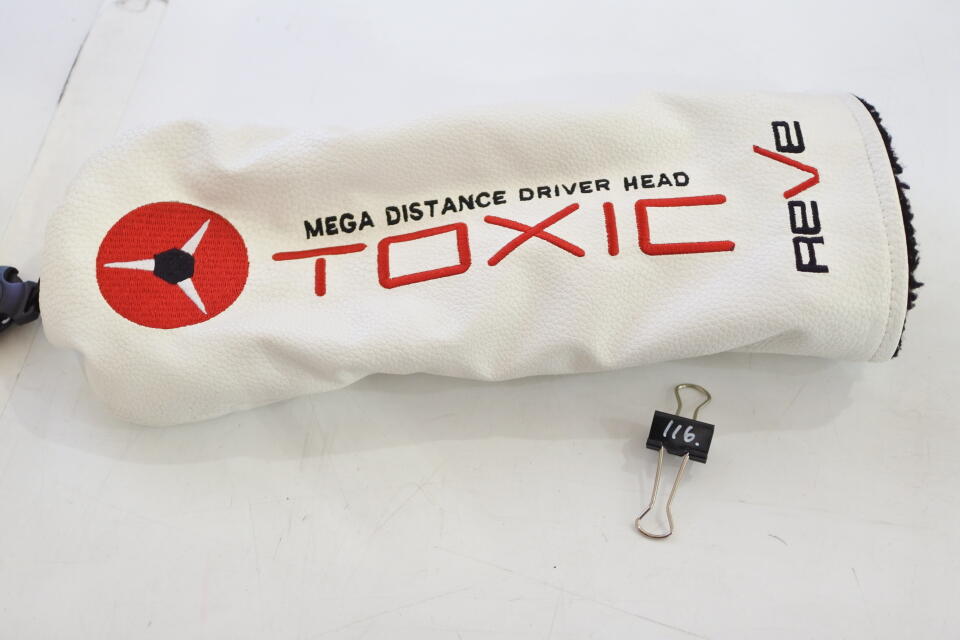 MEGA DISTANCE DRIVER HEAD
TOXIC
ReVe
116.